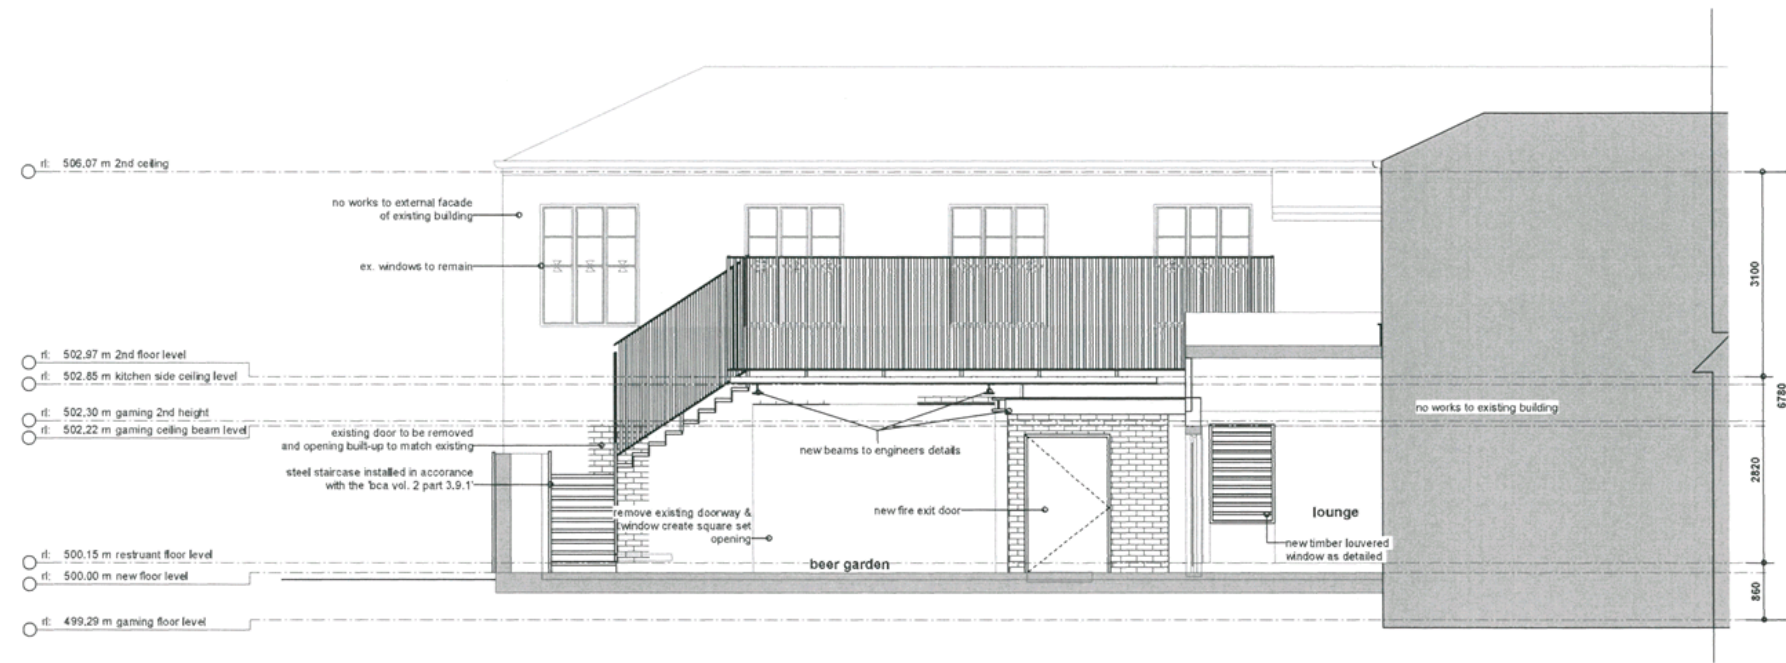 rl: 506.07 m 2nd ceiling
no works to external facade
of existing building
ex. windows to remain
rl: 502.97 m 2nd floor level
rl: 502.85 m kitchen side ceiling level
rl: 502.30 m gaming 2nd height
rl: 502.22 m gaming ceiling beam level
existing door to be removed
and opening built-up to match existing
steel staircase installed in accorance
with the 'bca vol. 2 part 3.9.1'
remove existing doorway &
window create square set
opening
beer garden
new beams to engineers details
new fire exit door
lounge
new timber louvered
window as detailed
no works to existing building
rl: 500.15 m restruant floor level
rl: 500.00 m new floor level
rl: 499.29 m gaming floor level
3100
6780
2820
860